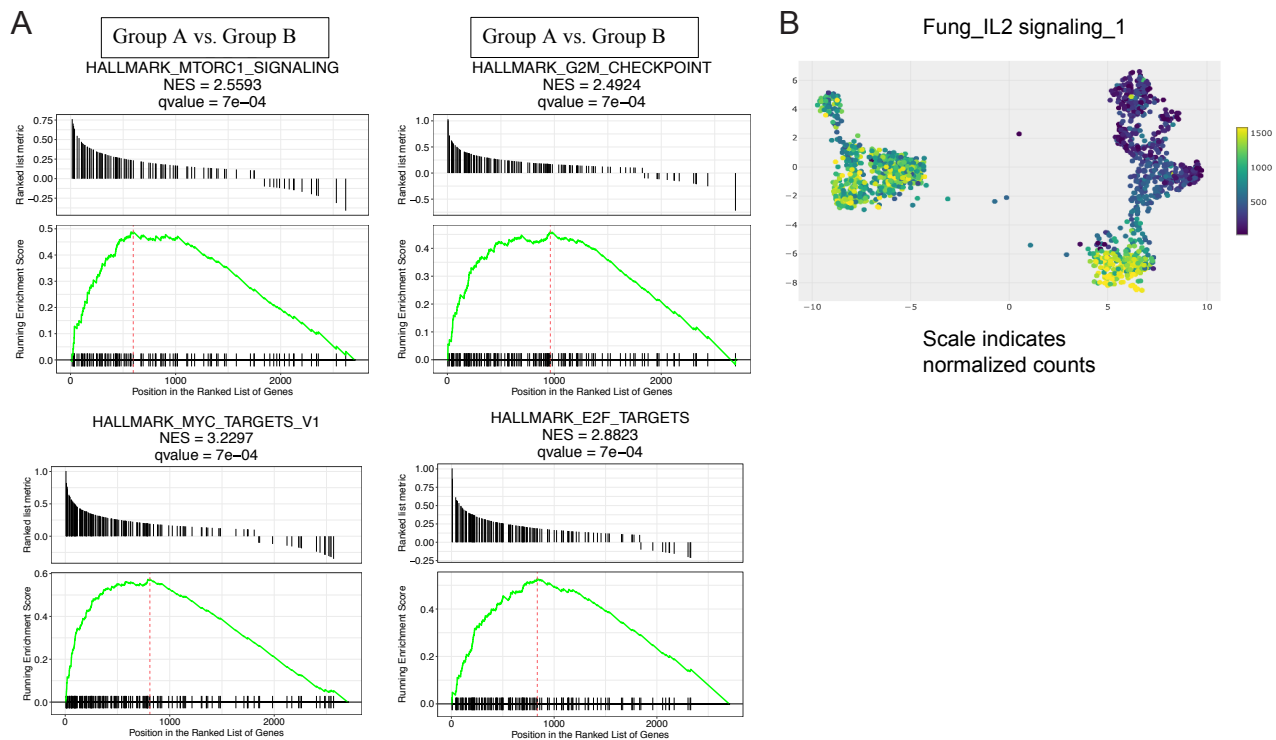 A
Group A vs. Group B
HALLMARK_MTORC1_SIGNALING
NES = 2.5593
qvalue = 7e−04
Ranked list metric
0.75
0.50
0.25
0.00
−0.25
Running Enrichment Score
0.5
0.4
0.3
0.2
0.1
0.0
0
1000
2000
Position in the Ranked List of Genes
Group A vs. Group B
HALLMARK_G2M_CHECKPOINT
NES = 2.4924
qvalue = 7e−04
Ranked list metric
1.0
0.5
0.0
−0.5
Running Enrichment Score
0.4
0.3
0.2
0.1
0.0
0
1000
2000
Position in the Ranked List of Genes
HALLMARK_MYC_TARGETS_V1
NES = 3.2297
qvalue = 7e−04
Ranked list metric
1.0
0.5
0.0
Running Enrichment Score
0.6
0.4
0.2
0.0
0
1000
2000
Position in the Ranked List of Genes
HALLMARK_E2F_TARGETS
NES = 2.8823
qvalue = 7e−04
Ranked list metric
1.00
0.75
0.50
0.25
0.00
−0.25
Running Enrichment Score
0.4
0.2
0.0
0
1000
2000
Position in the Ranked List of Genes
B
Fung_IL2 signaling_1
6
4
2
0
−2
−4
−6
−8
−10
−5
0
5
10
1500
1000
500
Scale indicates
normalized counts